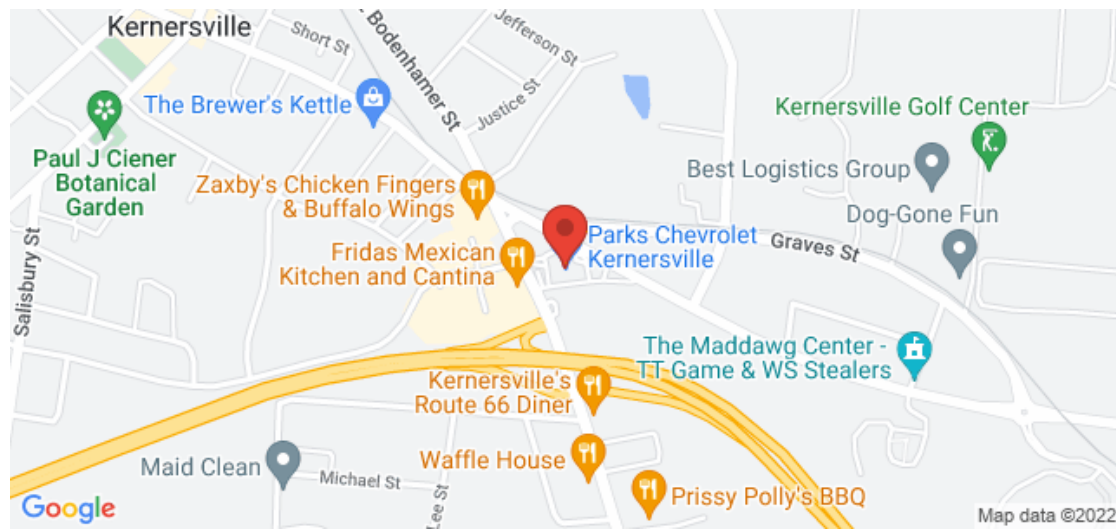 Kernersville
Short St
Bodenhamer St
Jefferson St
Justice St
The Brewer's Kettle
Paul J Ciener
Botanical
Garden
Zaxby's Chicken Fingers
& Buffalo Wings
Kernersville Golf Center
Best Logistics Group
Dog-Gone Fun
Parks Chevrolet
Kernersville
Graves St
Fridas Mexican
Kitchen and Cantina
Salisbury St
The Maddawg Center -
TT Game & WS Stealers
Kernersville's
Route 66 Diner
Waffle House
Maid Clean
Michael St
Lee St
Prissy Polly's BBQ
Google
Map data ©2022